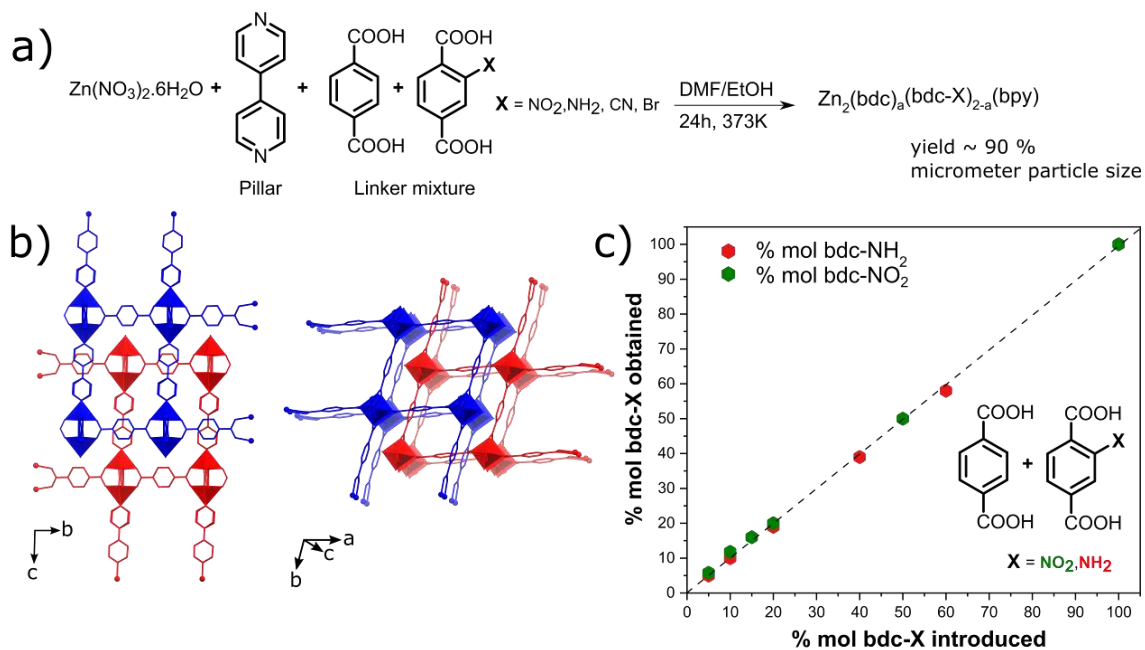 a)
Zn(NO3)2.6H2O + N N + COOH COOH + COOH X COOH
X = NO2,NH2, CN, Br
DMF/EtOH
24h, 373K
Zn2(bdc)a(bdc-X)2-a(bpy)
yield ~ 90 %
micrometer particle size
Pillar
Linker mixture
b)
b
c
a
c
b
c)
% mol bdc-NH2
% mol bdc-NO2
% mol bdc-X obtained
100
90
80
70
60
50
40
30
20
10
0
COOH COOH
X
+
COOH COOH
X = NO2,NH2
0 10 20 30 40 50 60 70 80 90 100
% mol bdc-X introduced